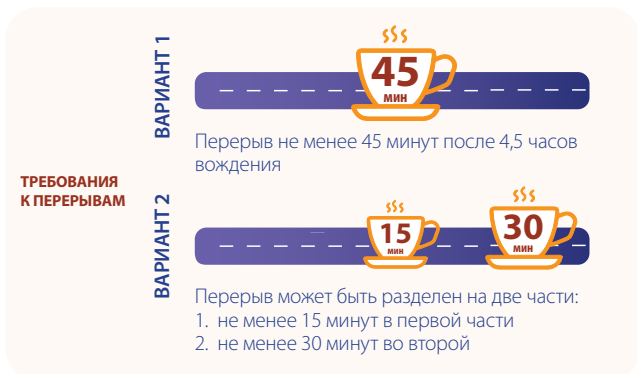 ТРЕБОВАНИЯ
К ПЕРЕРЫВАМ
ВАРИАНТ 1
45
МИН
Перерыв не менее 45 минут после 4,5 часов
вождения
ВАРИАНТ 2
15
МИН
30
МИН
Перерыв может быть разделен на две части:
1. не менее 15 минут в первой части
2. не менее 30 минут во второй